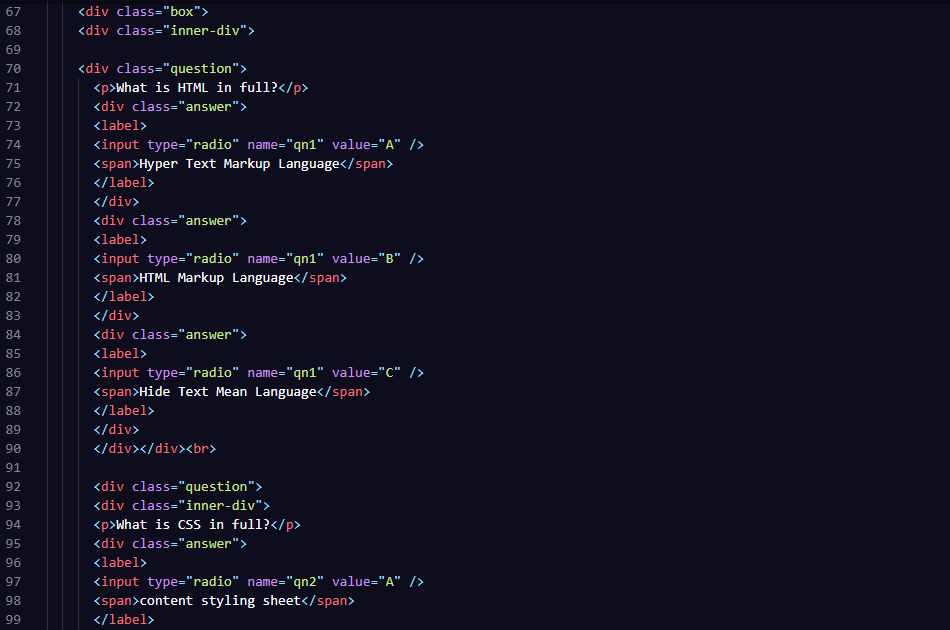 67 <div class="box">
68 <div class="inner-div">
69
70 <div class="question">
71 <p>What is HTML in full?</p>
72 <div class="answer">
73 <label>
74 <input type="radio" name="qn1" value="A" />
75 <span>Hyper Text Markup Language</span>
76 </label>
77 </div>
78 <div class="answer">
79 <label>
80 <input type="radio" name="qn1" value="B" />
81 <span>HTML Markup Language</span>
82 </label>
83 </div>
84 <div class="answer">
85 <label>
86 <input type="radio" name="qn1" value="C" />
87 <span>Hide Text Mean Language</span>
88 </label>
89 </div>
90 </div></div><br>
91
92 <div class="question">
93 <div class="inner-div">
94 <p>What is CSS in full?</p>
95 <div class="answer">
96 <label>
97 <input type="radio" name="qn2" value="A" />
98 <span>content styling sheet</span>
99 </label>